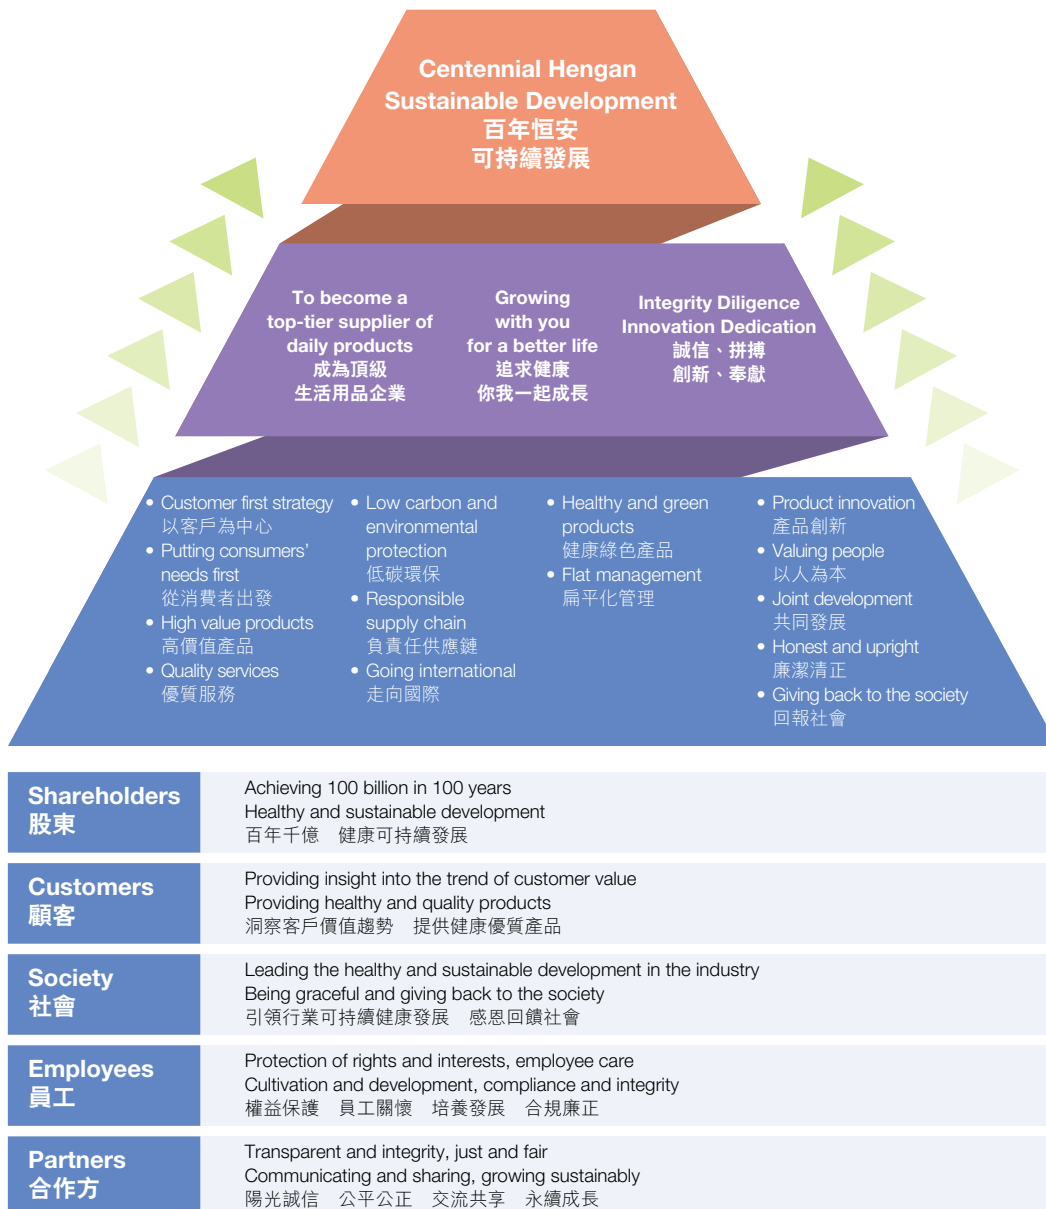 Centennial Hengan
Sustainable Development
百年恒安
可持續發展
To become a
top-tier supplier of
daily products
成為頂級
生活用品企業
Growing
with you
for a better life
追求健康
你我一起成長
Integrity Diligence
Innovation Dedication
誠信、拼搏
創新、奉獻
• Customer first strategy
以客戶為中心
• Putting consumers'
needs first
從消費者出發
• High value products
高價值產品
• Quality services
優質服務
• Low carbon and
environmental
protection
低碳環保
• Responsible
supply chain
負責任供應鏈
• Going international
走向國際
• Healthy and green
products
健康綠色產品
• Flat management
扁平化管理
• Product innovation
產品創新
• Valuing people
以人為本
• Joint development
共同發展
• Honest and upright
廉潔清正
• Giving back to the society
回報社會
Shareholders
股東
Achieving 100 billion in 100 years
Healthy and sustainable development
百年千億 健康可持續發展
Customers
顧客
Providing insight into the trend of customer value
Providing healthy and quality products
洞察客戶價值趨勢 提供健康優質產品
Society
社會
Leading the healthy and sustainable development in the industry
Being graceful and giving back to the society
引領行業可持續健康發展 感恩回饋社會
Employees
員工
Protection of rights and interests, employee care
Cultivation and development, compliance and integrity
權益保護 員工關懷 培養發展 合規廉正
Partners
合作方
Transparent and integrity, just and fair
Communicating and sharing, growing sustainably
陽光誠信 公平公正 交流共享 永續成長